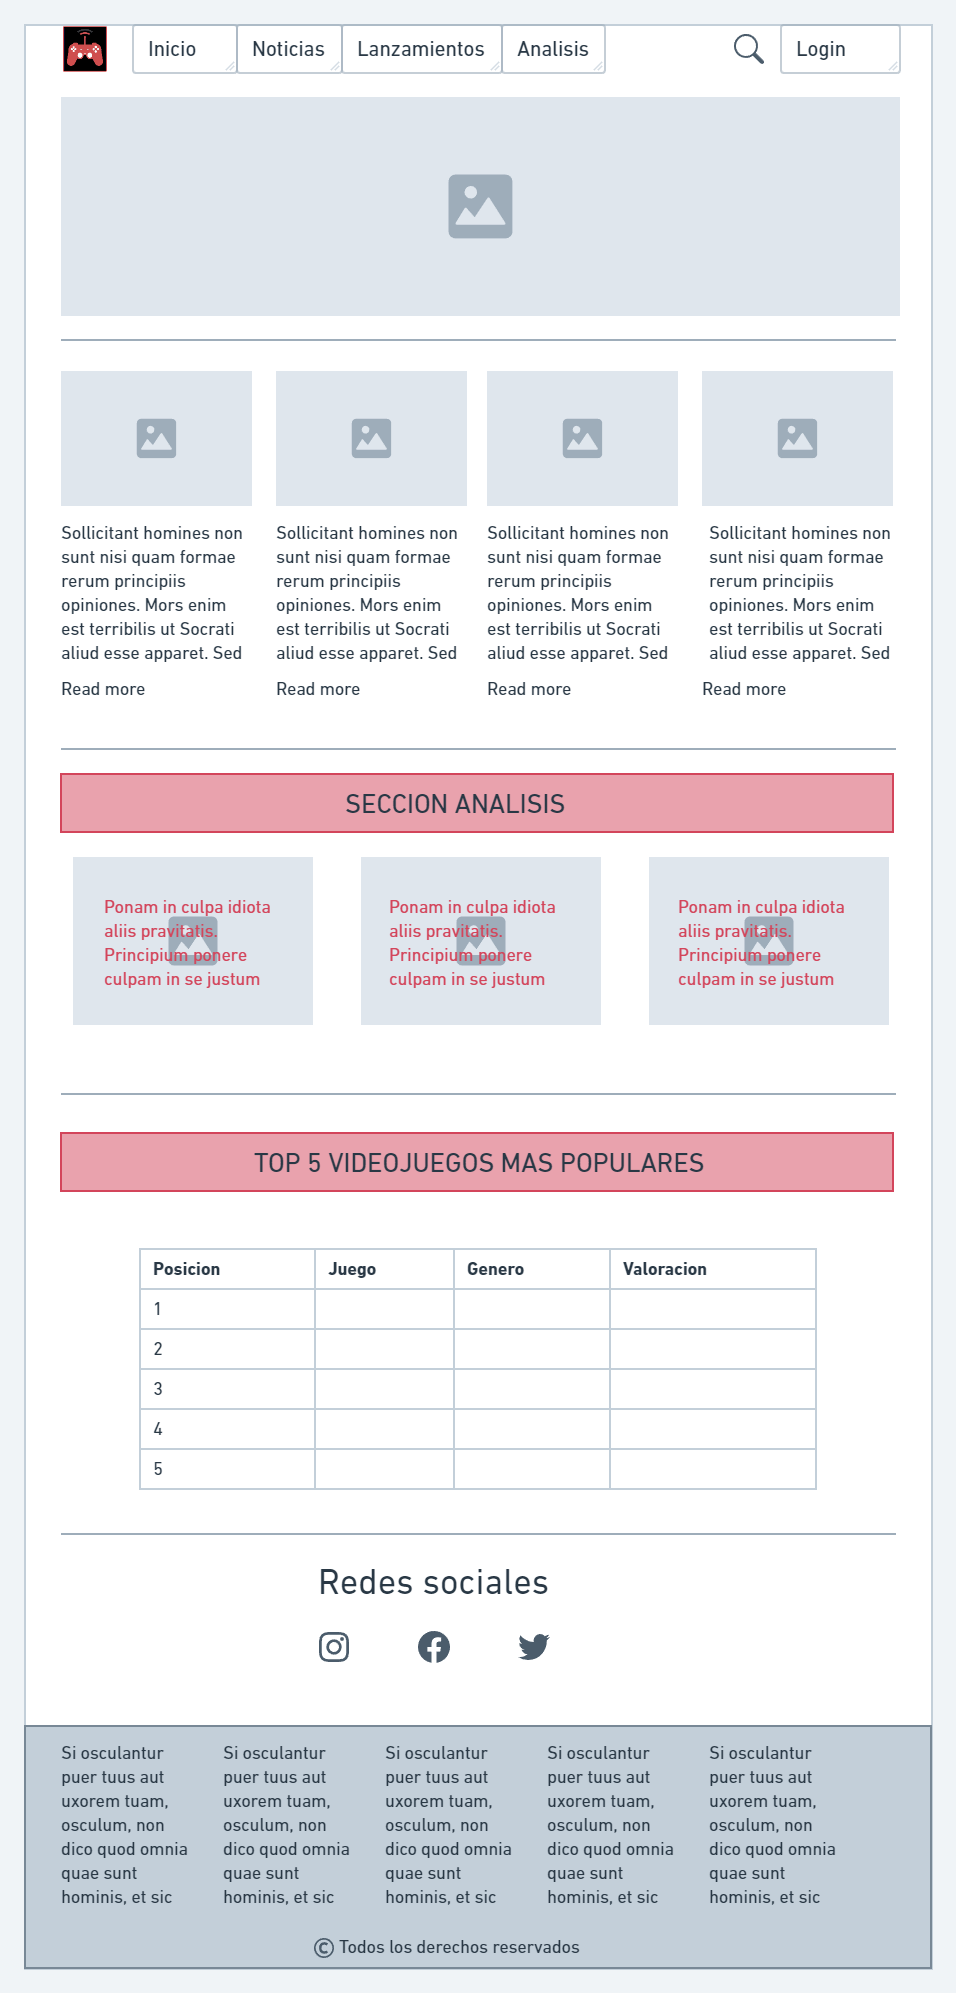 Inicio Noticias Lanzamientos Analisis Login
Sollicitant homines non
sunt nisi quam formae
rerum principiis
opiniones. Mors enim
est terribilis ut Socrati
aliud esse apparet. Sed
Read more
Sollicitant homines non
sunt nisi quam formae
rerum principiis
opiniones. Mors enim
est terribilis ut Socrati
aliud esse apparet. Sed
Read more
Sollicitant homines non
sunt nisi quam formae
rerum principiis
opiniones. Mors enim
est terribilis ut Socrati
aliud esse apparet. Sed
Read more
Sollicitant homines non
sunt nisi quam formae
rerum principiis
opiniones. Mors enim
est terribilis ut Socrati
aliud esse apparet. Sed
Read more
SECCION ANALISIS
Ponam in culpa idiota
aliis pravitatis.
Principium ponere
culpam in se justum
Ponam in culpa idiota
aliis pravitatis.
Principium ponere
culpam in se justum
Ponam in culpa idiota
aliis pravitatis.
Principium ponere
culpam in se justum
TOP 5 VIDEOJUEGOS MAS POPULARES
Posicion Juego Genero Valoracion
1
2
3
4
5
Redes sociales
Si osculantur
puer tuus aut
uxorem tuam,
osculum, non
dico quod omnia
quae sunt
hominis, et sic
Si osculantur
puer tuus aut
uxorem tuam,
osculum, non
dico quod omnia
quae sunt
hominis, et sic
Si osculantur
puer tuus aut
uxorem tuam,
osculum, non
dico quod omnia
quae sunt
hominis, et sic
Si osculantur
puer tuus aut
uxorem tuam,
osculum, non
dico quod omnia
quae sunt
hominis, et sic
Si osculantur
puer tuus aut
uxorem tuam,
osculum, non
dico quod omnia
quae sunt
hominis, et sic
© Todos los derechos reservados